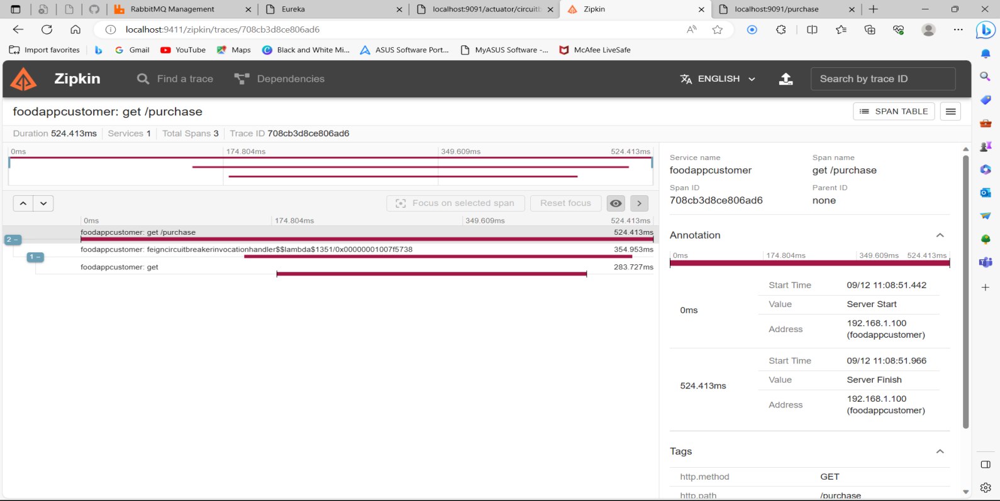 RabbitMQ Management
Eureka
localhost:9091/actuator/circuitb
Zipkin
localhost:9091/purchase
localhost:9411/zipkin/traces/708cb3d8ce806ad6
Import favorites
Gmail
YouTube
Maps
Black and White Mi...
ASUS Software Port...
MyASUS Software -...
McAfee LiveSafe
Zipkin
Find a trace
Dependencies
ENGLISH
Search by trace ID
foodappcustomer: get /purchase
SPAN TABLE
Duration 524.413ms Services 1 Total Spans 3 Trace ID 708cb3d8ce806ad6
0ms 174.804ms 349.609ms 524.413ms
Focus on selected span
Reset focus
0ms 174.804ms 349.609ms 524.413ms
foodappcustomer: get /purchase 524.413ms
2 −
foodappcustomer: feigncircuitbreakerinvocationhandler$$lambda$1351/0x00000001007f5738 354.953ms
1 −
foodappcustomer: get 283.727ms
Service name Span name
foodappcustomer get /purchase
Span ID Parent ID
708cb3d8ce806ad6 none
Annotation
0ms 174.804ms 349.609ms 524.413ms
0ms
Start Time 09/12 11:08:51.442
Value Server Start
Address 192.168.1.100
(foodappcustomer)
524.413ms
Start Time 09/12 11:08:51.966
Value Server Finish
Address 192.168.1.100
(foodappcustomer)
Tags
http.method GET
http.path /purchase